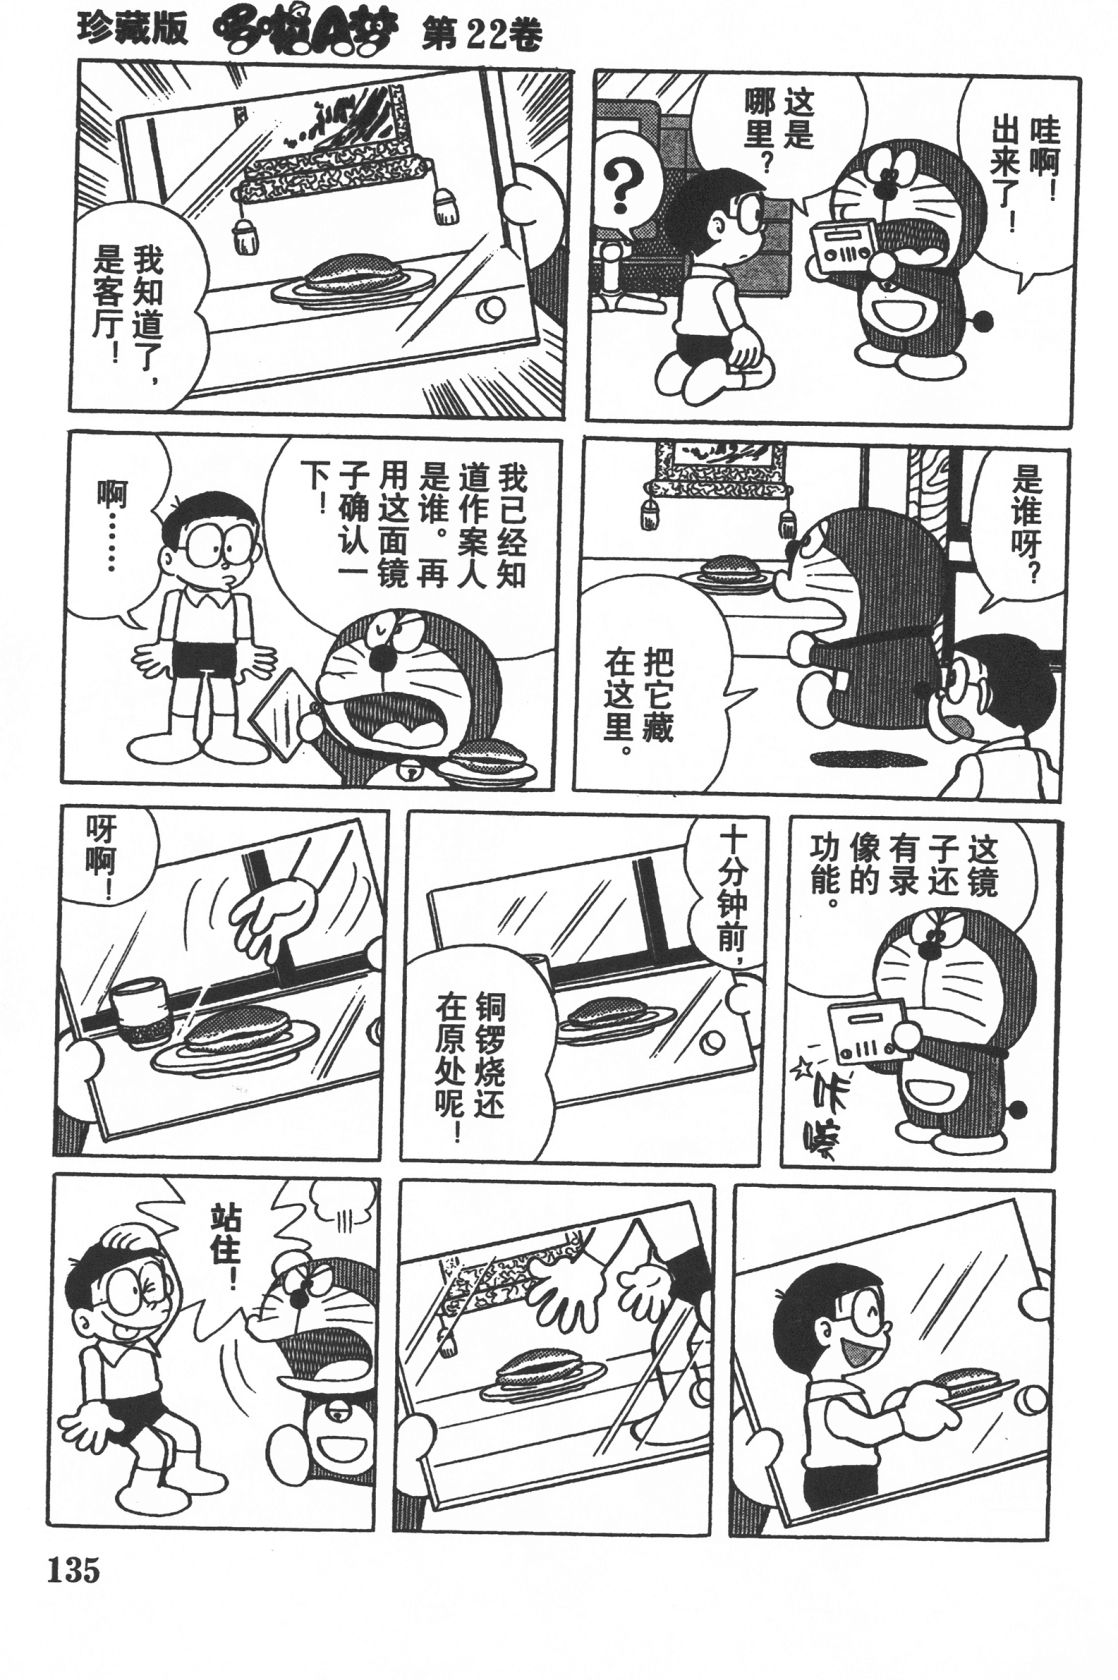 珍藏版 哆啦A梦 第22卷
哇啊！
出来了！
这是
哪里？
？
我知道了，
是客厅！
是谁呀？
把它藏
在这里。
我已经知
道作案人
是谁。再
用这面镜
子确认一
下！
啊……
这镜
子还
有录
像的
功能。
十分钟前，
铜锣烧还
在原处呢！
呀啊！
站住！
135